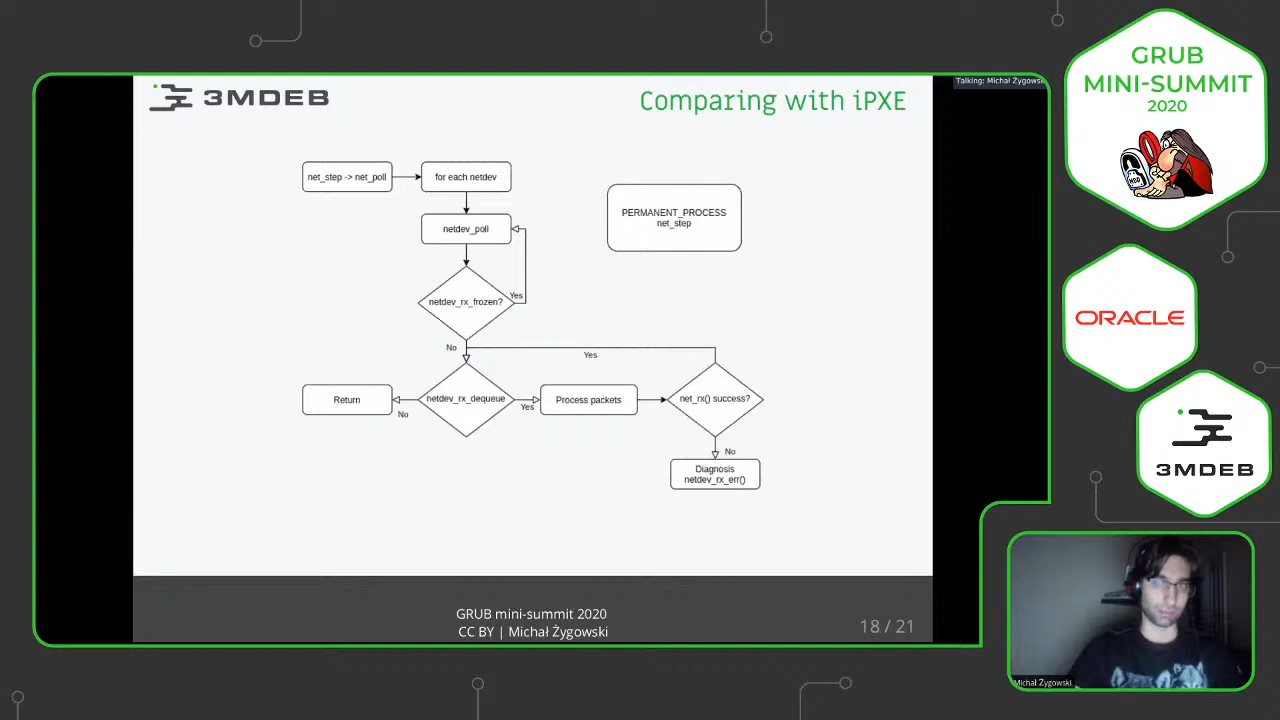 3MDEB
Comparing with iPXE
Talking: Michał Żygowski
net_step -> net_poll
for each netdev
netdev_poll
netdev_rx_frozen?
Yes
No
netdev_rx_dequeue
No
Return
Yes
Process packets
net_rx() success?
Yes
No
Diagnosis
netdev_rx_err()
PERMANENT_PROCESS
net_step
GRUB mini-summit 2020
CC BY | Michał Żygowski
18 / 21
GRUB
MINI-SUMMIT
2020
ORACLE
3MDEB
Michał Żygowski